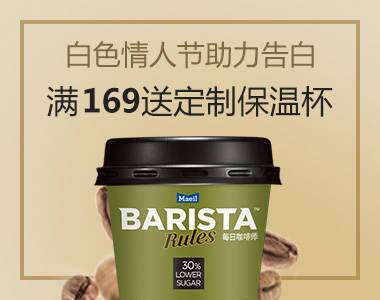 白色情人节助力告白
满169送定制保温杯
Maeil
BARISTA™
Rules 每日咖啡师
30%
LOWER
SUGAR